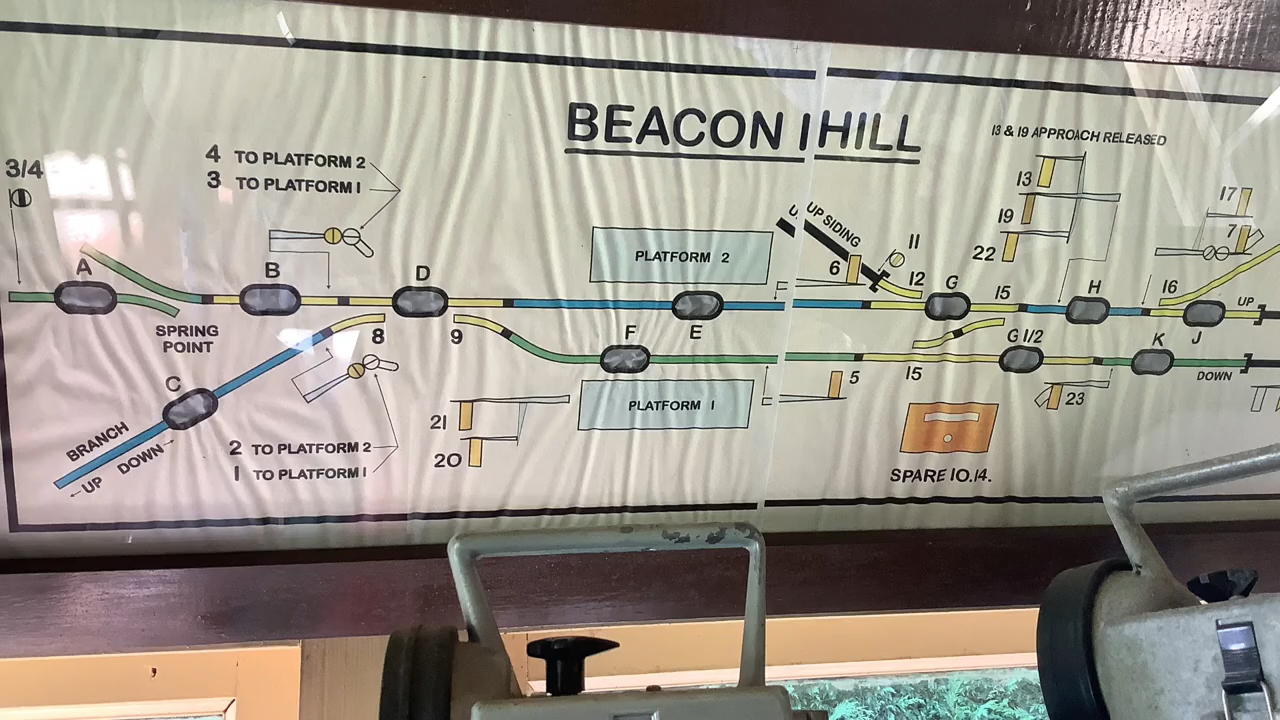 BEACON HILL
13 & 19 APPROACH RELEASED
3/4
4 TO PLATFORM 2
3 TO PLATFORM 1
13
19
22
17
7
UP SIDING
11
PLATFORM 2
6
12
A
B
D
E
G
15
H
16
J
UP
SPRING
POINT
8
9
F
15
G 1/2
K
DOWN
C
BRANCH
DOWN→
←UP
PLATFORM 1
5
23
21
20
2 TO PLATFORM 2
1 TO PLATFORM 1
SPARE 10.14.